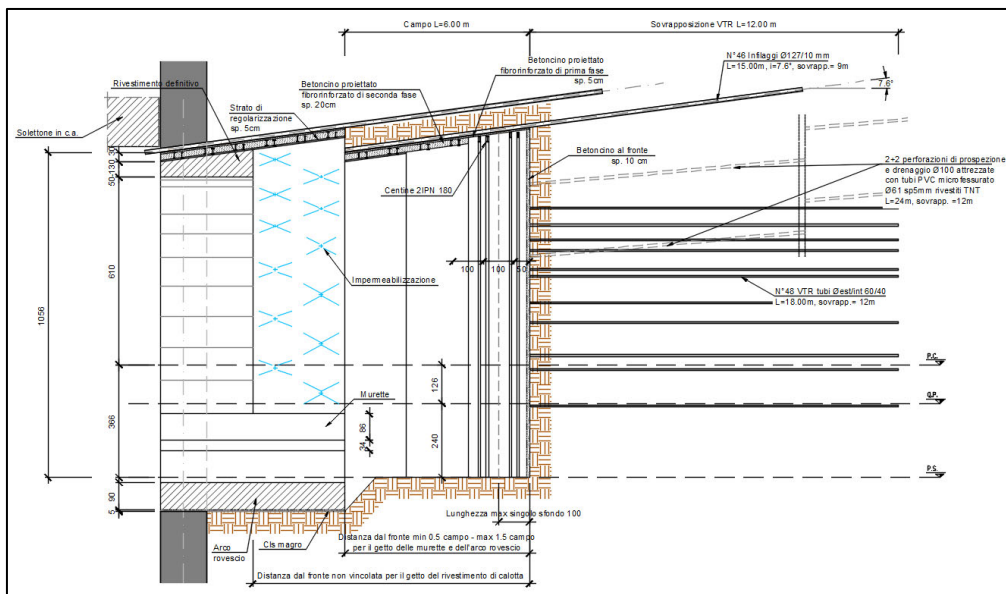 Campo L=6.00 m
Sovrapposizione VTR L=12.00 m
N°46 Infilaggi Ø127/10 mm
L=15.00m, i=7.6°, sovrapp.= 9m
7.6°
Betoncino proiettato
fibrorinforzato di prima fase
sp. 5cm
Betoncino proiettato
fibrorinforzato di seconda fase
sp. 20cm
Rivestimento definitivo
Strato di
regolarizzazione
sp. 5cm
Solettone in c.a.
Betoncino al fronte
sp. 10 cm
2+2 perforazioni di prospezione
e drenaggio Ø100 attrezzate
con tubi PVC microfessurato
Ø61 sp5mm rivestiti TNT
L=24m, sovrapp. =12m
Centine 2IPN 180
130
50
610
1056
366
90
5
100
100
50
Impermeabilizzazione
N°48 VTR tubi Øest/int 60/40
L=18.00m, sovrapp.= 12m
P.C.
126
Murette
O.P.
86
34
240
P.S.
Lunghezza max singolo sfondo 100
Arco
rovescio
Cls magro
Distanza dal fronte min 0.5 campo - max 1.5 campo
per il getto delle murette e dell'arco rovescio
Distanza dal fronte non vincolata per il getto del rivestimento di calotta